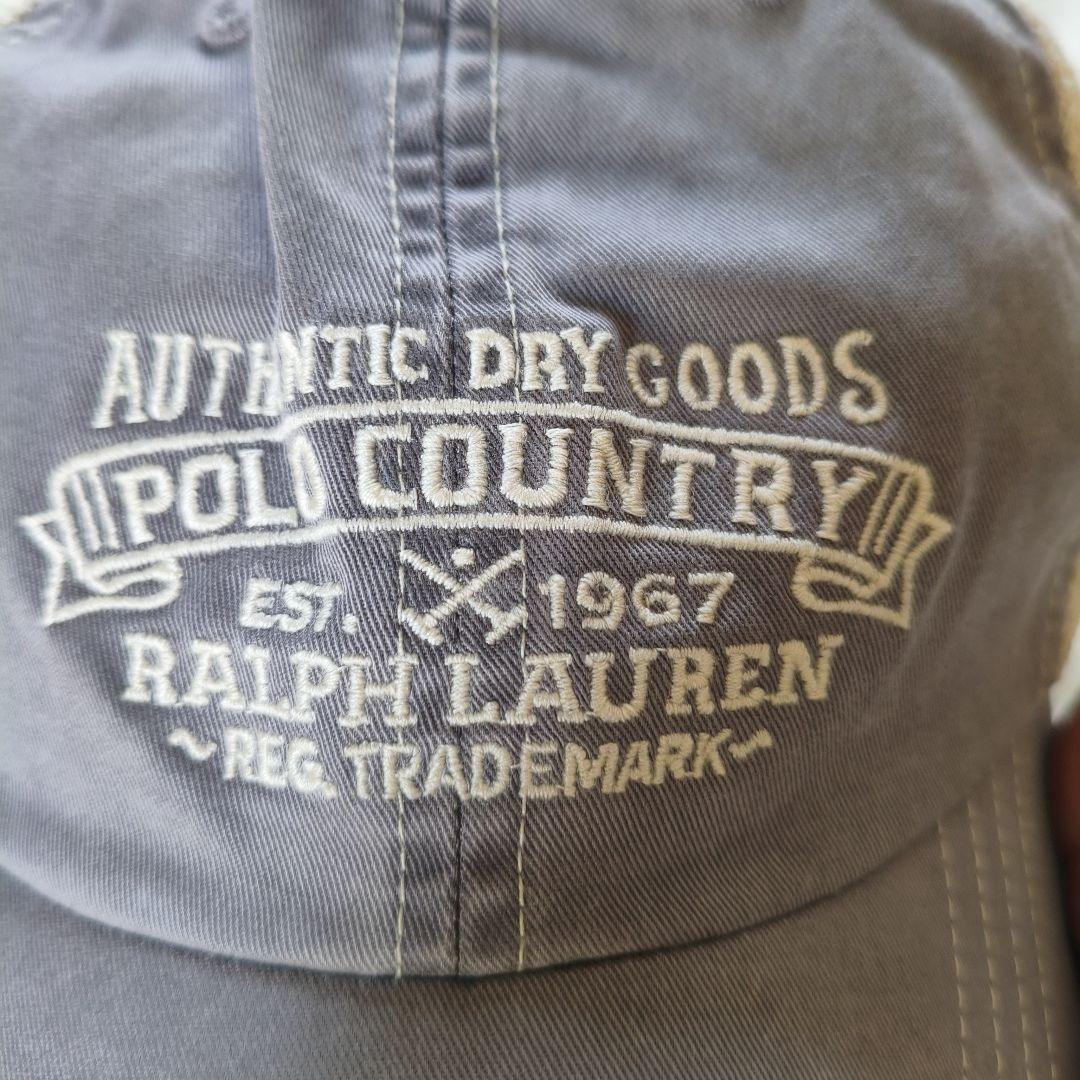 AUTHENTIC DRY GOODS
POLO COUNTRY
EST. 1967
RALPH LAUREN
~REG. TRADEMARK~